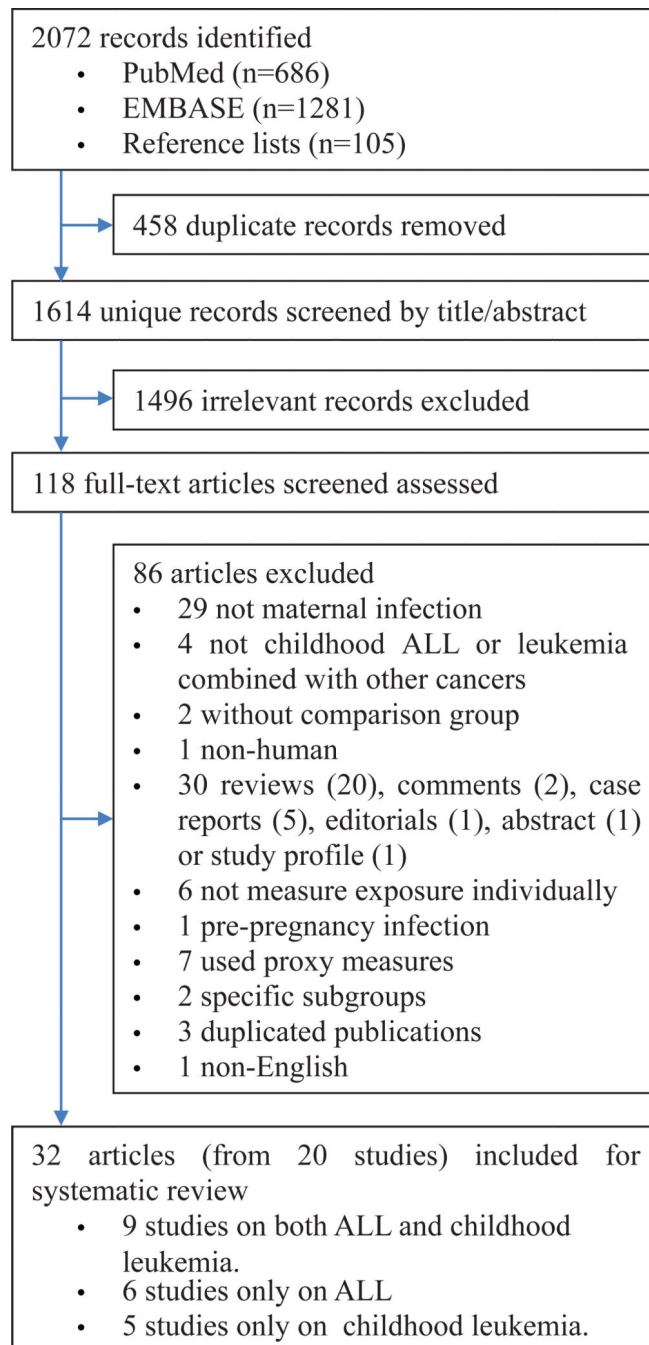 2072 records identified
• PubMed (n=686)
• EMBASE (n=1281)
• Reference lists (n=105)
458 duplicate records removed
1614 unique records screened by title/abstract
1496 irrelevant records excluded
118 full-text articles screened assessed
86 articles excluded
• 29 not maternal infection
• 4 not childhood ALL or leukemia
combined with other cancers
• 2 without comparison group
• 1 non-human
• 30 reviews (20), comments (2), case
reports (5), editorials (1), abstract (1)
or study profile (1)
• 6 not measure exposure individually
• 1 pre-pregnancy infection
• 7 used proxy measures
• 2 specific subgroups
• 3 duplicated publications
• 1 non-English
32 articles (from 20 studies) included for
systematic review
• 9 studies on both ALL and childhood
leukemia.
• 6 studies only on ALL
• 5 studies only on childhood leukemia.